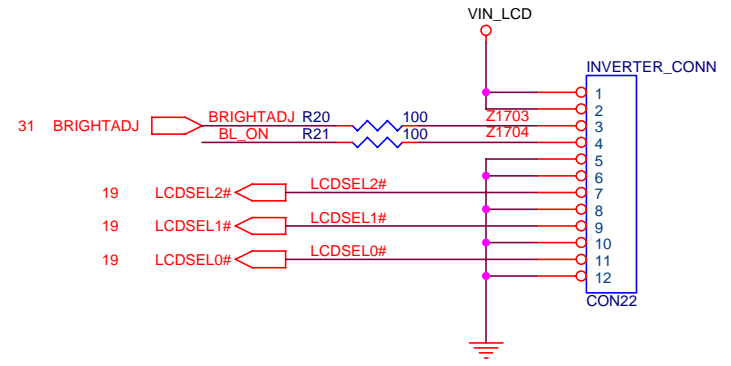 VIN_LCD
INVERTER_CONN
1
2
31 BRIGHTADJ BRIGHTADJ R20 100 Z1703 3
BL_ON R21 100 Z1704 4
5
6
19 LCDSEL2# LCDSEL2# 7
8
19 LCDSEL1# LCDSEL1# 9
10
19 LCDSEL0# LCDSEL0# 11
12
CON22